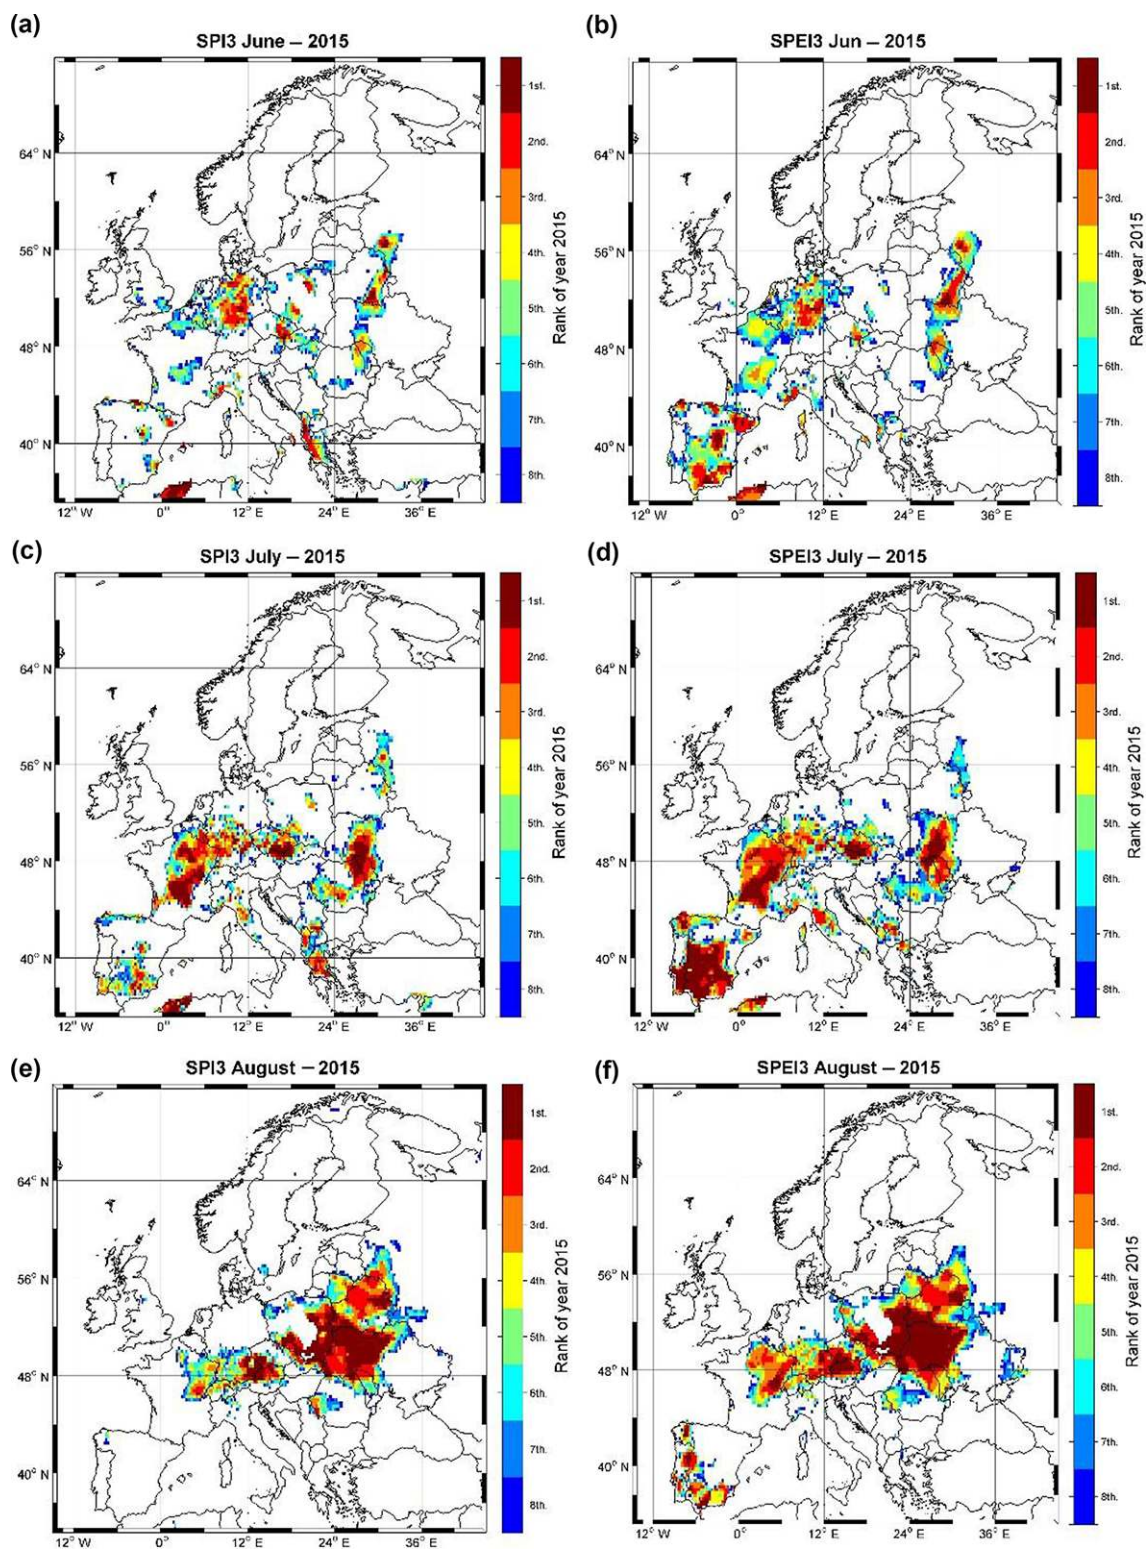 (a)
SPI3 June – 2015
64° N
56° N
48° N
40° N
12° W
0°
12° E
24° E
36° E
1st.
2nd.
3rd.
4th.
5th.
6th.
7th.
8th.
Rank of year 2015
(b)
SPEI3 Jun – 2015
64° N
56° N
48° N
40° N
12° W
0°
12° E
24° E
36° E
1st.
2nd.
3rd.
4th.
5th.
6th.
7th.
8th.
Rank of year 2015
(c)
SPI3 July – 2015
64° N
56° N
48° N
40° N
12° W
0°
12° E
24° E
36° E
1st.
2nd.
3rd.
4th.
5th.
6th.
7th.
8th.
Rank of year 2015
(d)
SPEI3 July – 2015
64° N
56° N
48° N
40° N
12° W
0°
12° E
24° E
36° E
1st.
2nd.
3rd.
4th.
5th.
6th.
7th.
8th.
Rank of year 2015
(e)
SPI3 August – 2015
64° N
56° N
48° N
40° N
12° W
0°
12° E
24° E
36° E
1st.
2nd.
3rd.
4th.
5th.
6th.
7th.
8th.
Rank of year 2015
(f)
SPEI3 August – 2015
64° N
56° N
48° N
40° N
12° W
0°
12° E
24° E
36° E
1st.
2nd.
3rd.
4th.
5th.
6th.
7th.
8th.
Rank of year 2015